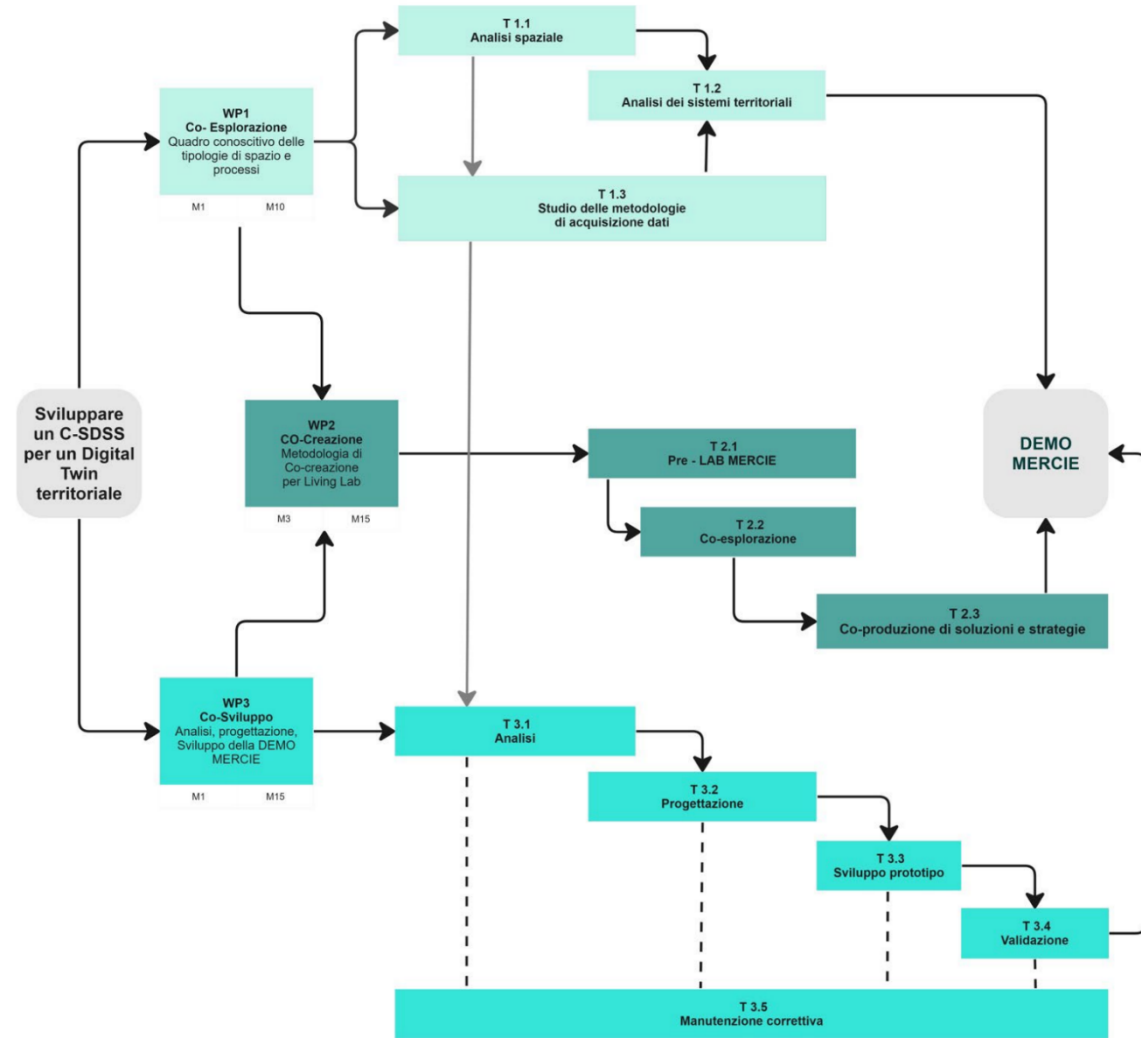 T 1.1
Analisi spaziale
T 1.2
Analisi dei sistemi territoriali
WP1
Co- Esplorazione
Quadro conoscitivo delle
tipologie di spazio e
processi
M1 M10
T 1.3
Studio delle metodologie
di acquisizione dati
Sviluppare
un C-SDSS
per un Digital
Twin
territoriale
WP2
CO-Creazione
Metodologia di
Co-creazione
per Living Lab
M3 M15
T 2.1
Pre - LAB MERCIE
T 2.2
Co-esplorazione
T 2.3
Co-produzione di soluzioni e strategie
DEMO
MERCIE
WP3
Co-Sviluppo
Analisi, progettazione,
Sviluppo della DEMO
MERCIE
M1 M15
T 3.1
Analisi
T 3.2
Progettazione
T 3.3
Sviluppo prototipo
T 3.4
Validazione
T 3.5
Manutenzione correttiva